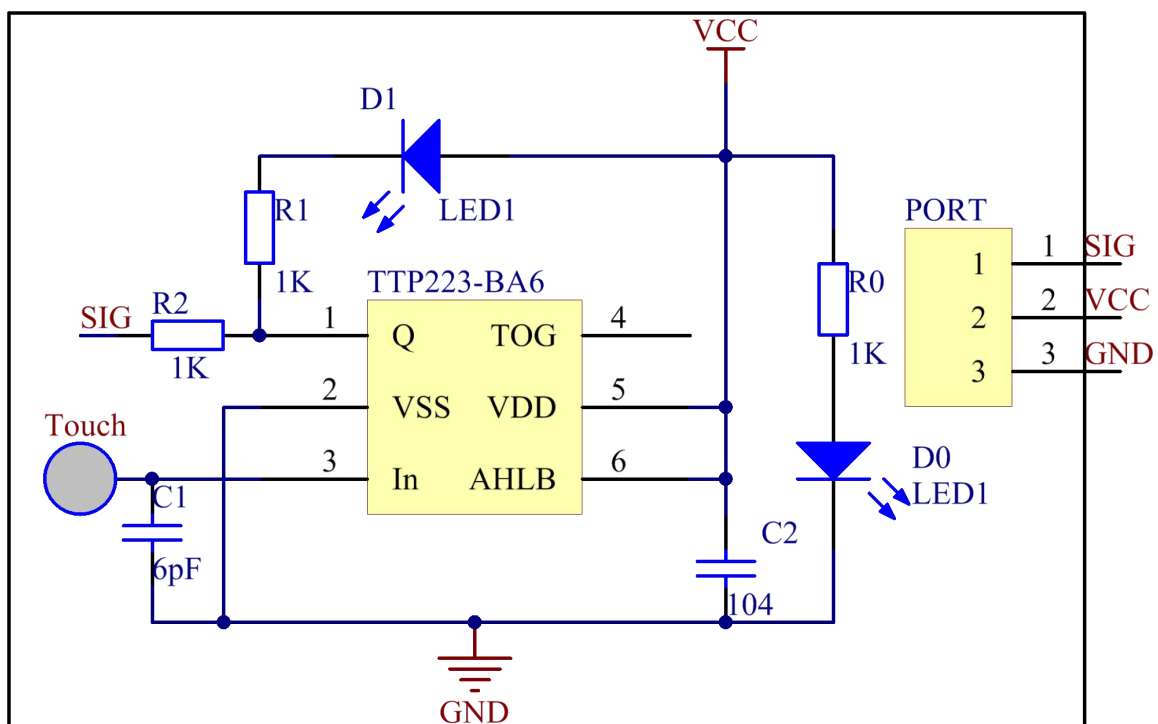 VCC
D1
LED1
R1
1K
PORT
1 1 SIG
2 2 VCC
3 3 GND
TTP223-BA6
R0
1K
SIG
R2
1K
1 Q TOG 4
2 VSS VDD 5
3 In AHLB 6
Touch
C1
6pF
D0
LED1
C2
104
GND